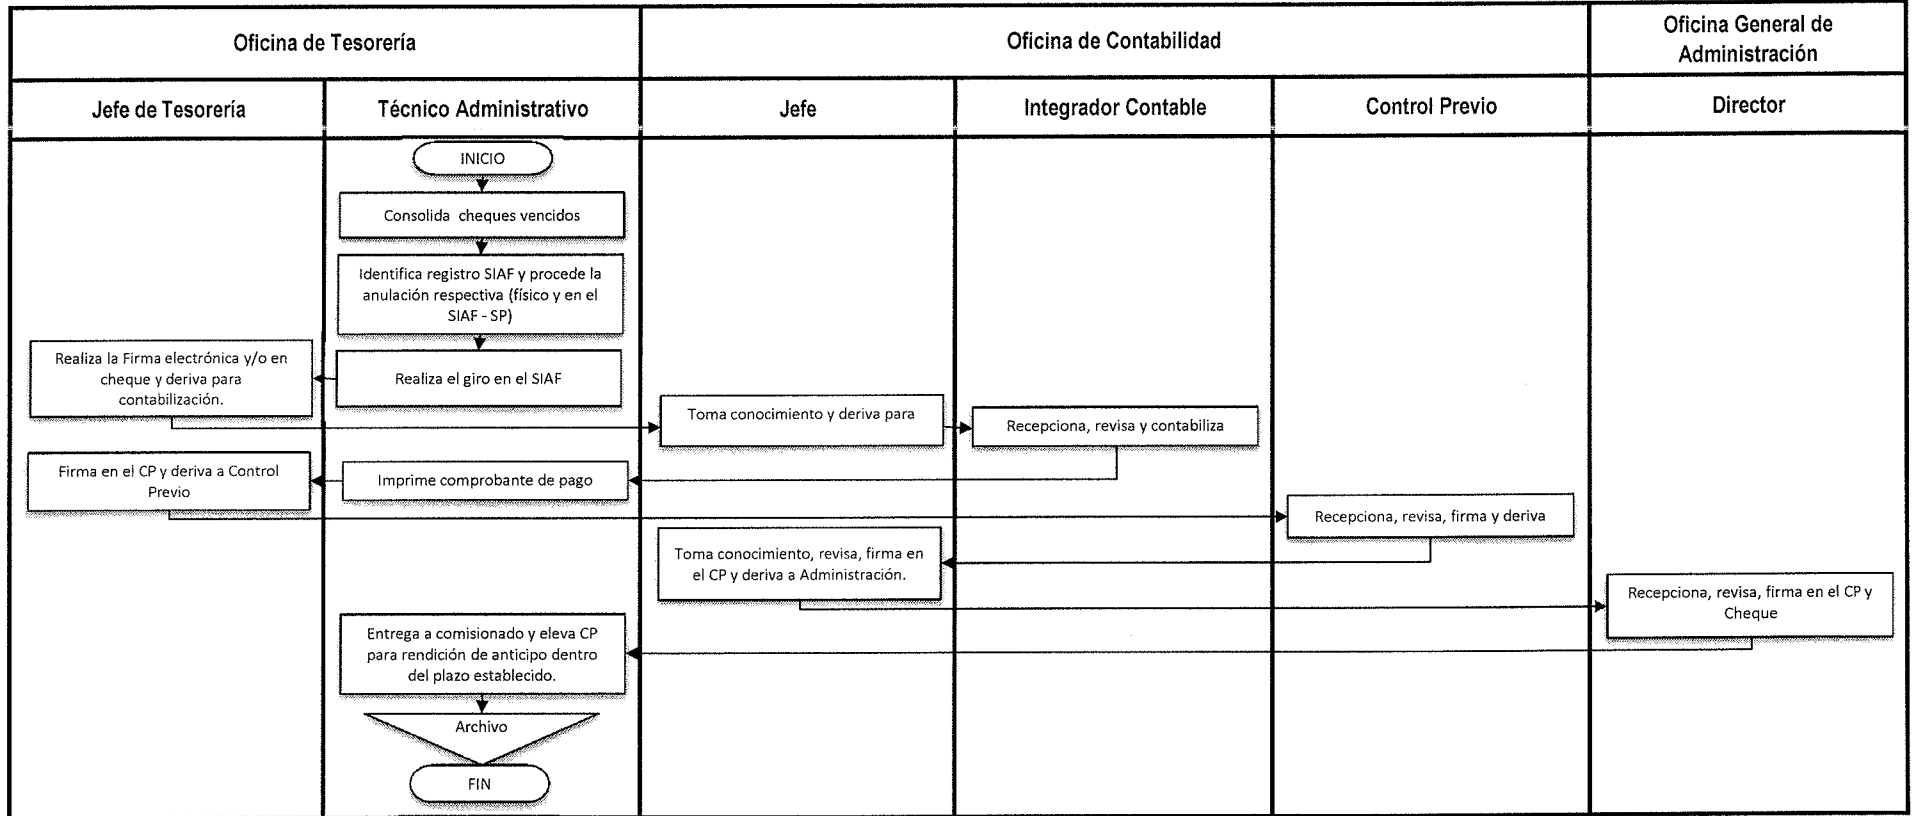 Oficina de Tesorería
Oficina de Contabilidad
Oficina General de
Administración
Jefe de Tesorería
Técnico Administrativo
Jefe
Integrador Contable
Control Previo
Director
INICIO
Consolida cheques vencidos
Identifica registro SIAF y procede la
anulación respectiva (físico y en el
SIAF - SP)
Realiza el giro en el SIAF
Realiza la Firma electrónica y/o en
cheque y deriva para
contabilización.
Toma conocimiento y deriva para
Recepciona, revisa y contabiliza
Imprime comprobante de pago
Firma en el CP y deriva a Control
Previo
Recepciona, revisa, firma y deriva
Toma conocimiento, revisa, firma en
el CP y deriva a Administración.
Recepciona, revisa, firma en el CP y
Cheque
Entrega a comisionado y eleva CP
para rendición de anticipo dentro
del plazo establecido.
Archivo
FIN